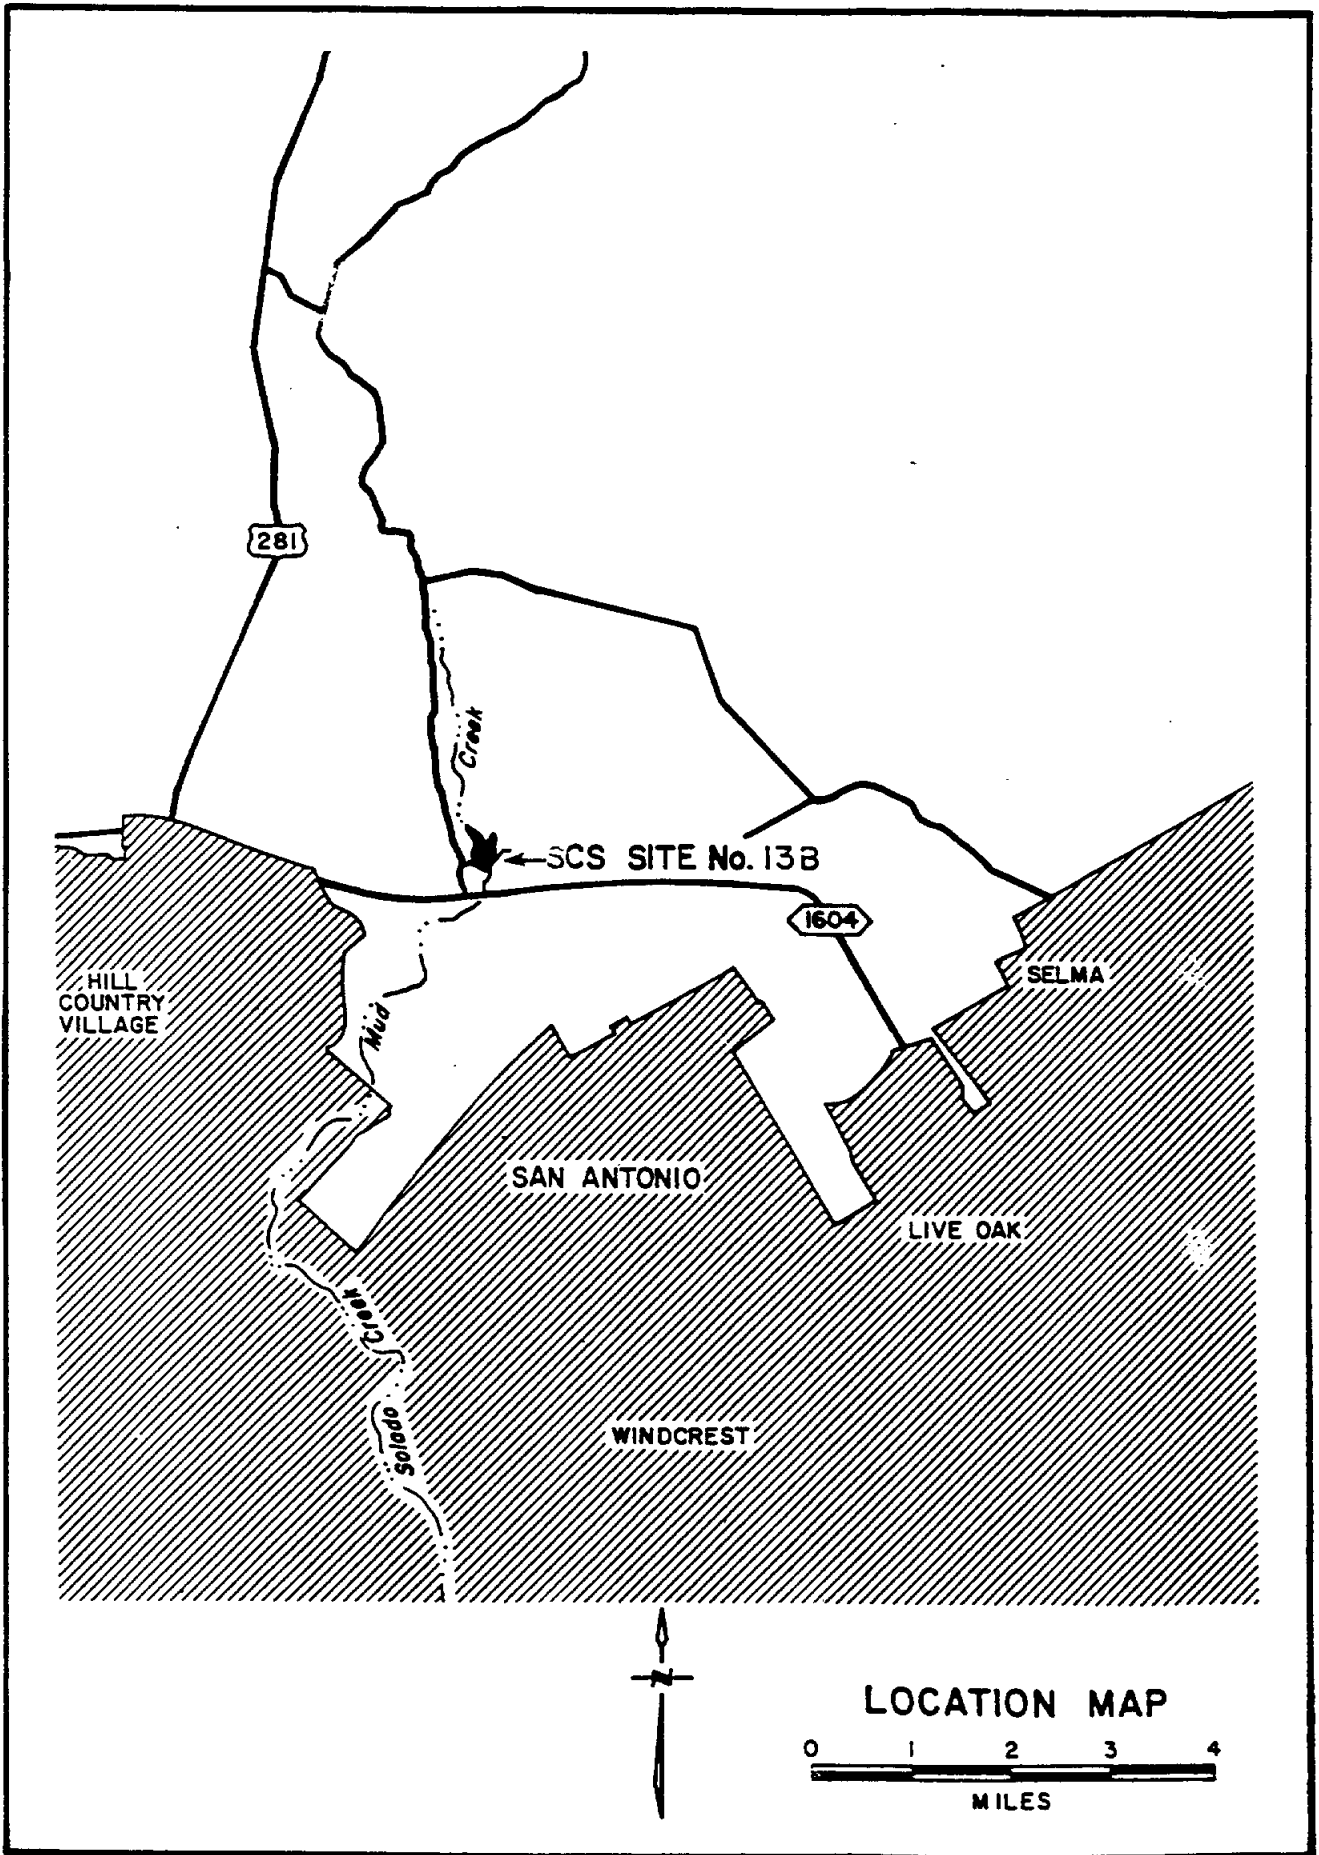 281
Creek
SCS SITE No. 13B
1604
HILL
COUNTRY
VILLAGE
SELMA
Mud
SAN ANTONIO
LIVE OAK
Creek
Salado
WINDCREST
N
LOCATION MAP
0 1 2 3 4
MILES